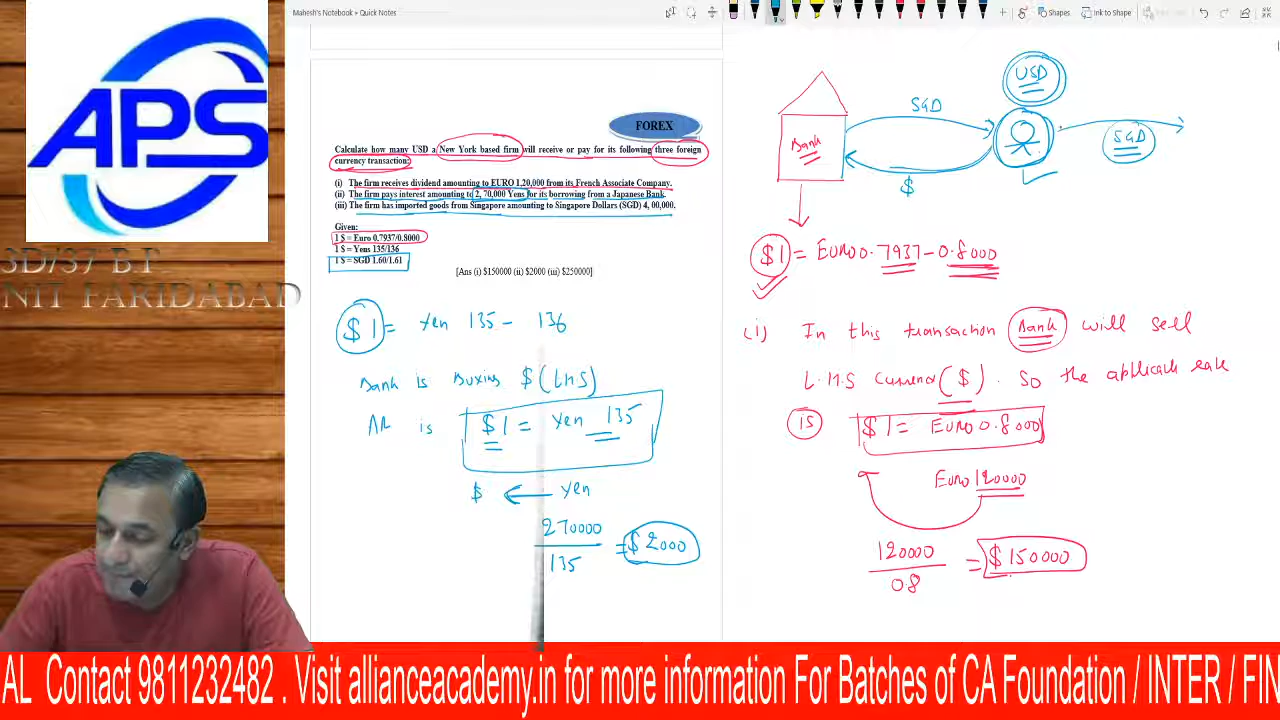 Mahesh's Notebook » Quick Notes
Shapes
Ink to Shape
APS
3D/37 B.P.
NIT FARIDABAD
FOREX
Calculate how many USD a New York based firm will receive or pay for its following three foreign
currency transaction:
(i) The firm receives dividend amounting to EURO 1,20,000 from its French Associate Company.
(ii) The firm pays interest amounting to 2, 70,000 Yens for its borrowing from a Japanese Bank.
(iii) The firm has imported goods from Singapore amounting to Singapore Dollars (SGD) 4, 00,000.
Given:
1 $ = Euro 0.7937/0.8000
1 $ = Yens 135/136
1 $ = SGD 1.60/1.61
[Ans (i) $150000 (ii) $2000 (iii) $250000]
$1 = Yen 135 - 136
Bank is Buying $ (LHS)
AR is $1 = Yen 135
$ ← Yen
270000
135
= $2000
USD
SGD
Bank
SGD
$
$1 = EURO 0.7937 - 0.8000
(i) In this transaction Bank will sell
L.H.S currency ($). So the applicable rate
is $1 = EURO 0.8000
Euro 120000
120000
0.8
= $150000
AL Contact 9811232482 . Visit allianceacademy.in for more information For Batches of CA Foundation / INTER / FIN